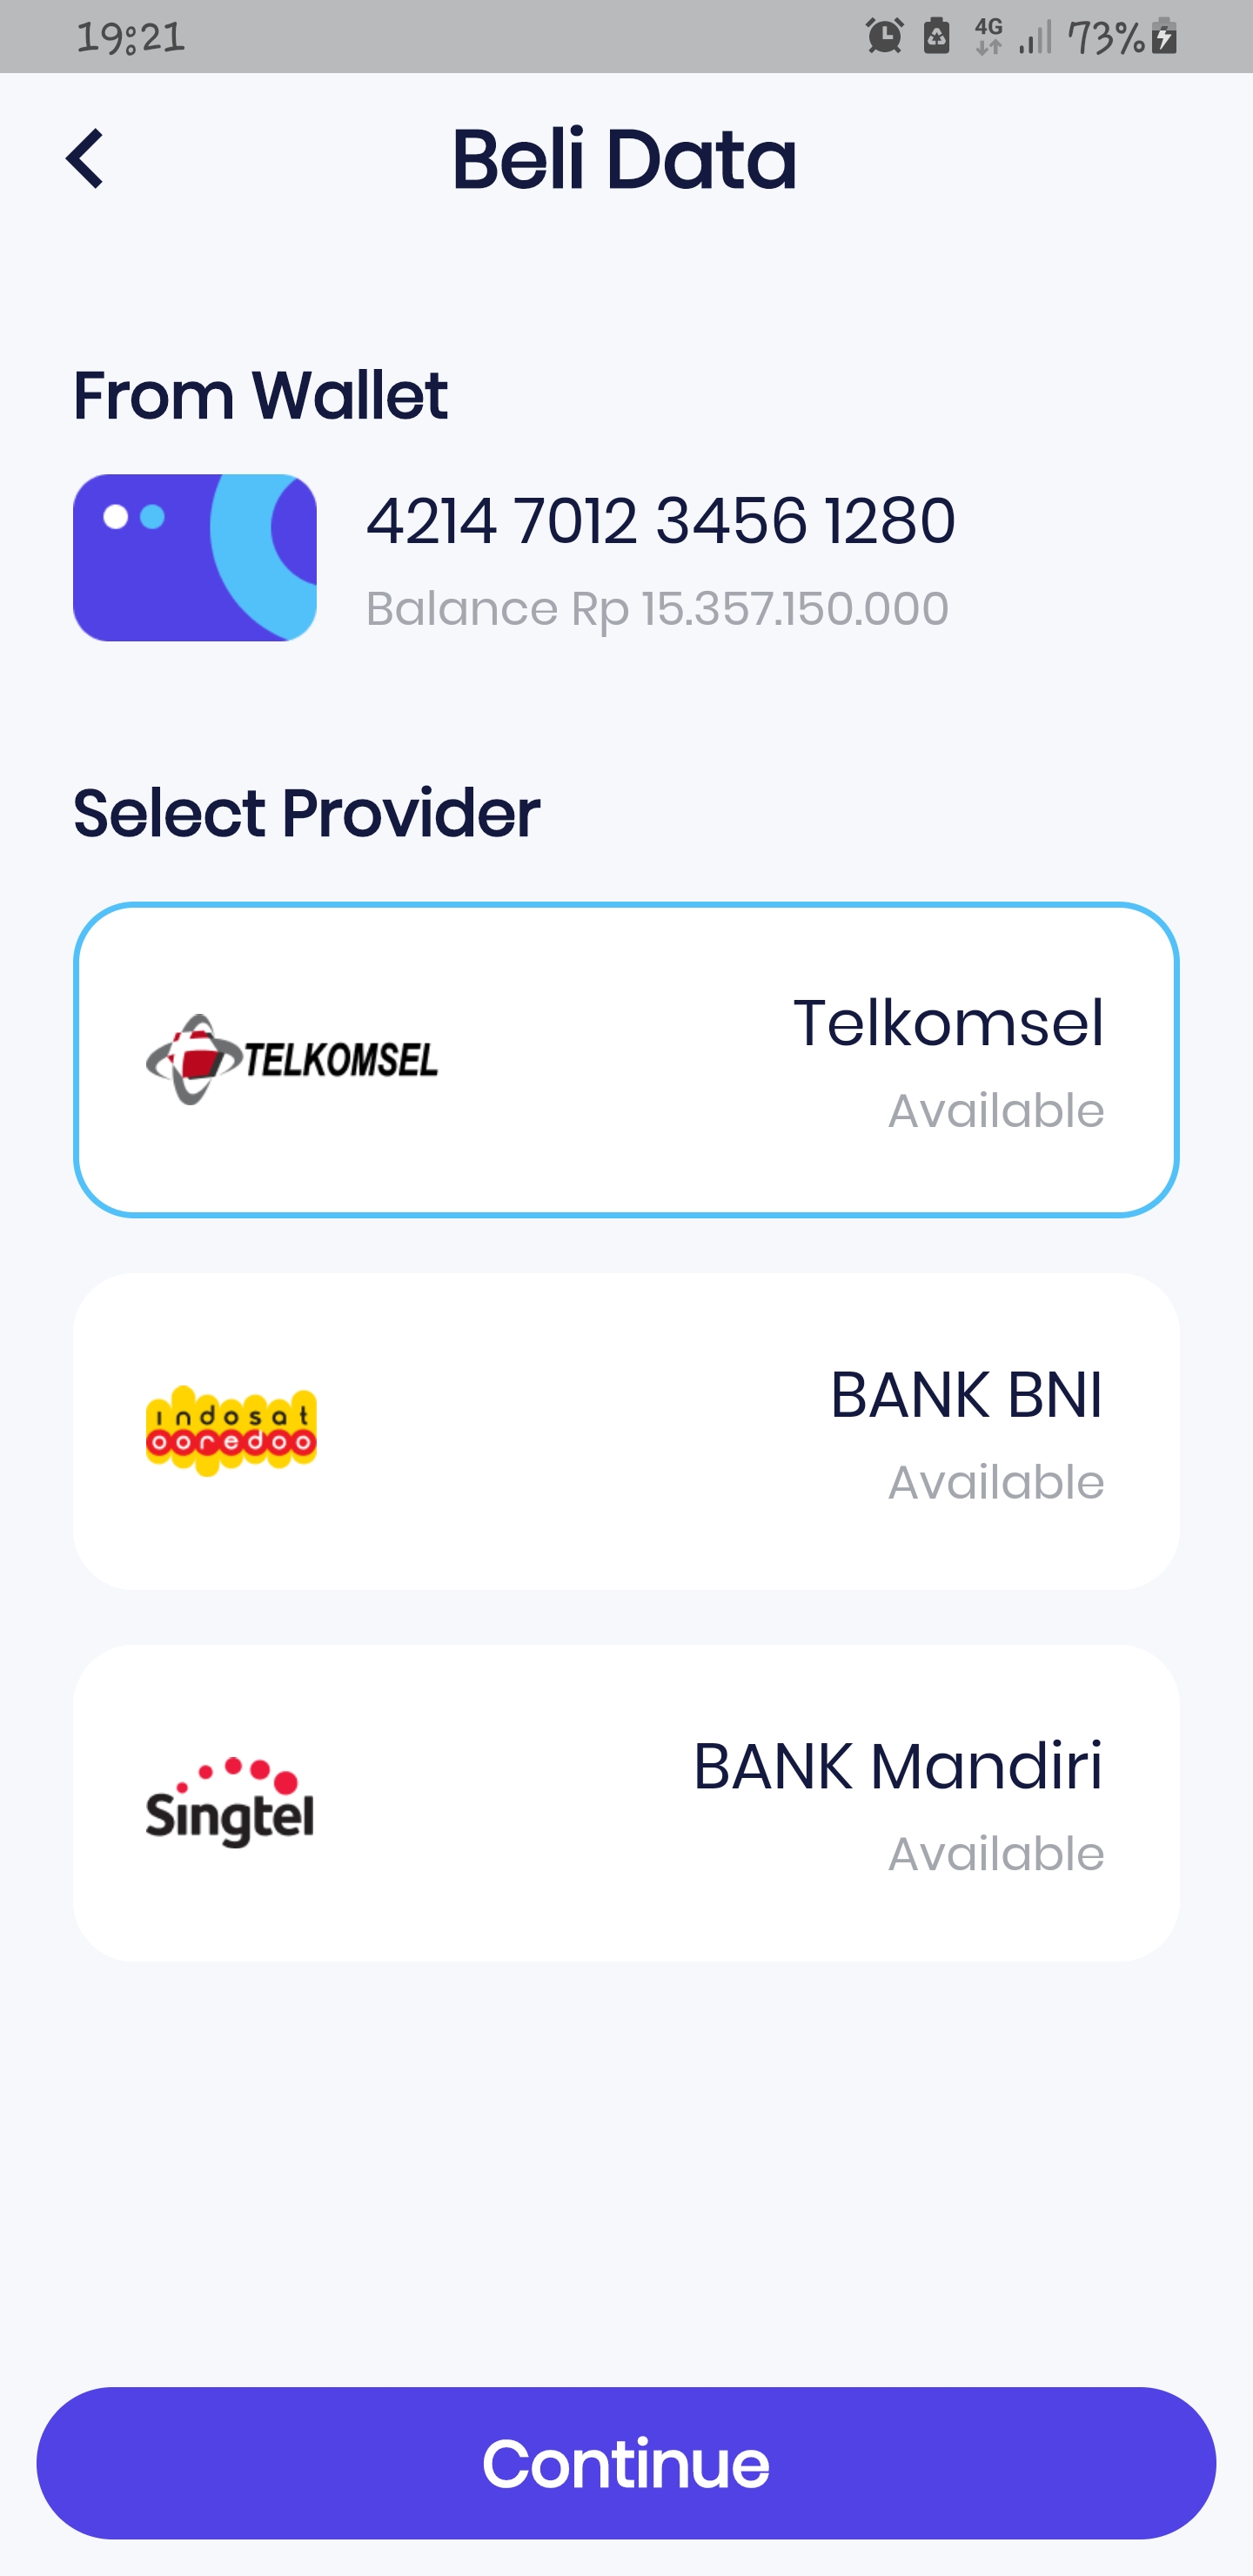 19:21
4G
73%
Beli Data
From Wallet
4214 7012 3456 1280
Balance Rp 15.357.150.000
Select Provider
TELKOMSEL
Telkomsel
Available
indosat
ooredoo
BANK BNI
Available
Singtel
BANK Mandiri
Available
Continue